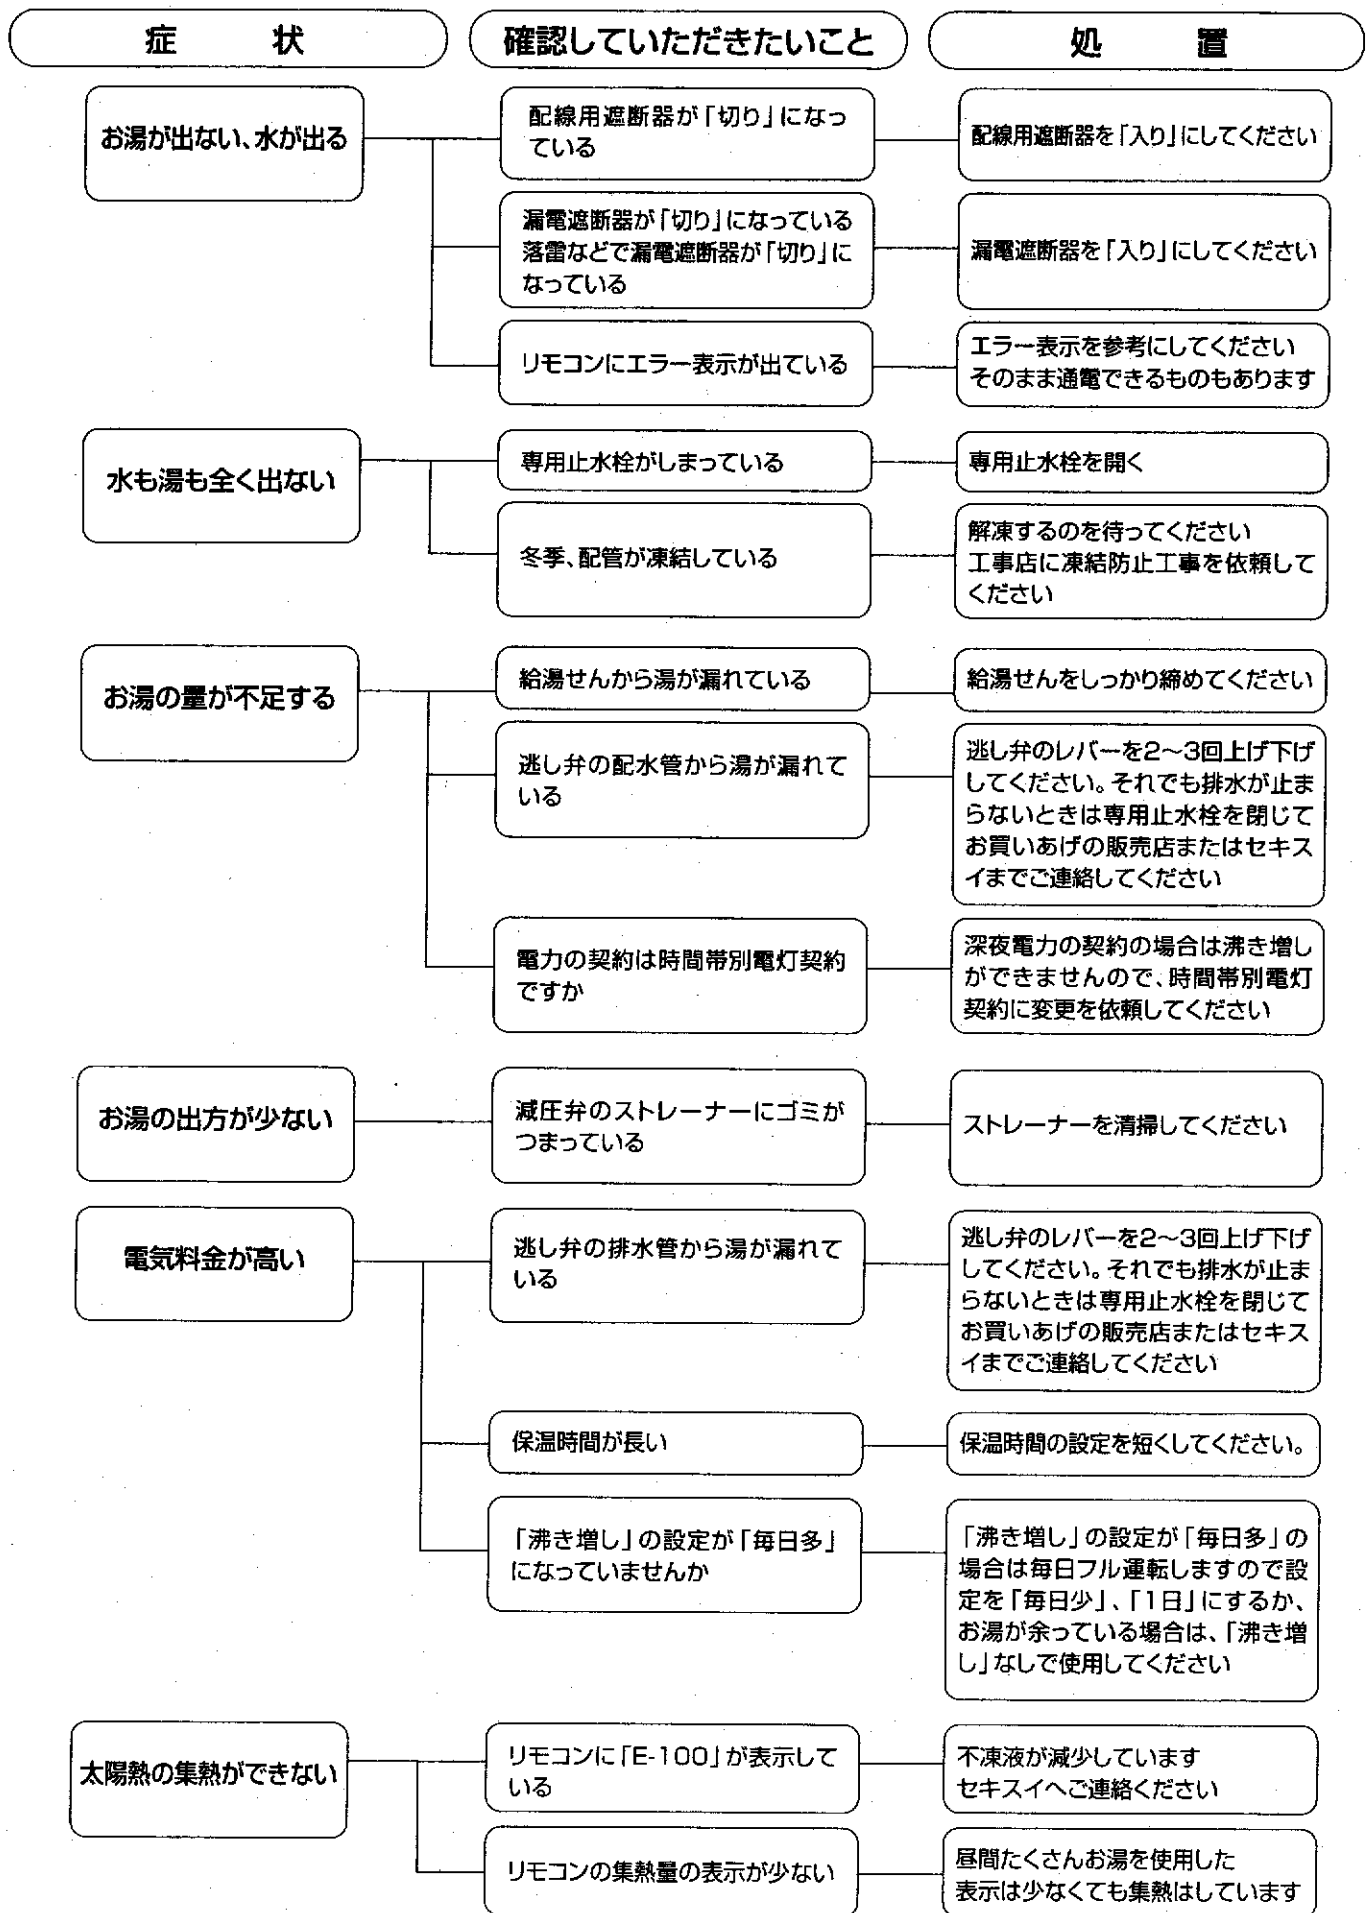 症 状
確認していただきたいこと
処 置
お湯が出ない、水が出る
配線用遮断器が「切り」になっ
ている
配線用遮断器を「入り」にしてください
漏電遮断器が「切り」になっている
落雷などで漏電遮断器が「切り」に
なっている
漏電遮断器を「入り」にしてください
リモコンにエラー表示が出ている
エラー表示を参考にしてください
そのまま通電できるものもあります
水も湯も全く出ない
専用止水栓がしまっている
専用止水栓を開く
冬季、配管が凍結している
解凍するのを待ってください
工事店に凍結防止工事を依頼して
ください
お湯の量が不足する
給湯せんから湯が漏れている
給湯せんをしっかり締めてください
逃し弁の配水管から湯が漏れて
いる
逃し弁のレバーを2〜3回上げ下げ
してください。それでも排水が止ま
らないときは専用止水栓を閉じて
お買いあげの販売店またはセキス
イまでご連絡してください
電力の契約は時間帯別電灯契約
ですか
深夜電力の契約の場合は沸き増し
ができませんので、時間帯別電灯
契約に変更を依頼してください
お湯の出方が少ない
減圧弁のストレーナーにゴミが
つまっている
ストレーナーを清掃してください
電気料金が高い
逃し弁の排水管から湯が漏れて
いる
逃し弁のレバーを2〜3回上げ下げ
してください。それでも排水が止ま
らないときは専用止水栓を閉じて
お買いあげの販売店またはセキス
イまでご連絡してください
保温時間が長い
保温時間の設定を短くしてください。
「沸き増し」の設定が「毎日多」
になっていませんか
「沸き増し」の設定が「毎日多」の
場合は毎日フル運転しますので設
定を「毎日少」、「1日」にするか、
お湯が余っている場合は、「沸き増
し」なしで使用してください
太陽熱の集熱ができない
リモコンに「E-100」が表示して
いる
不凍液が減少しています
セキスイへご連絡ください
リモコンの集熱量の表示が少ない
昼間たくさんお湯を使用した
表示は少なくても集熱はしています